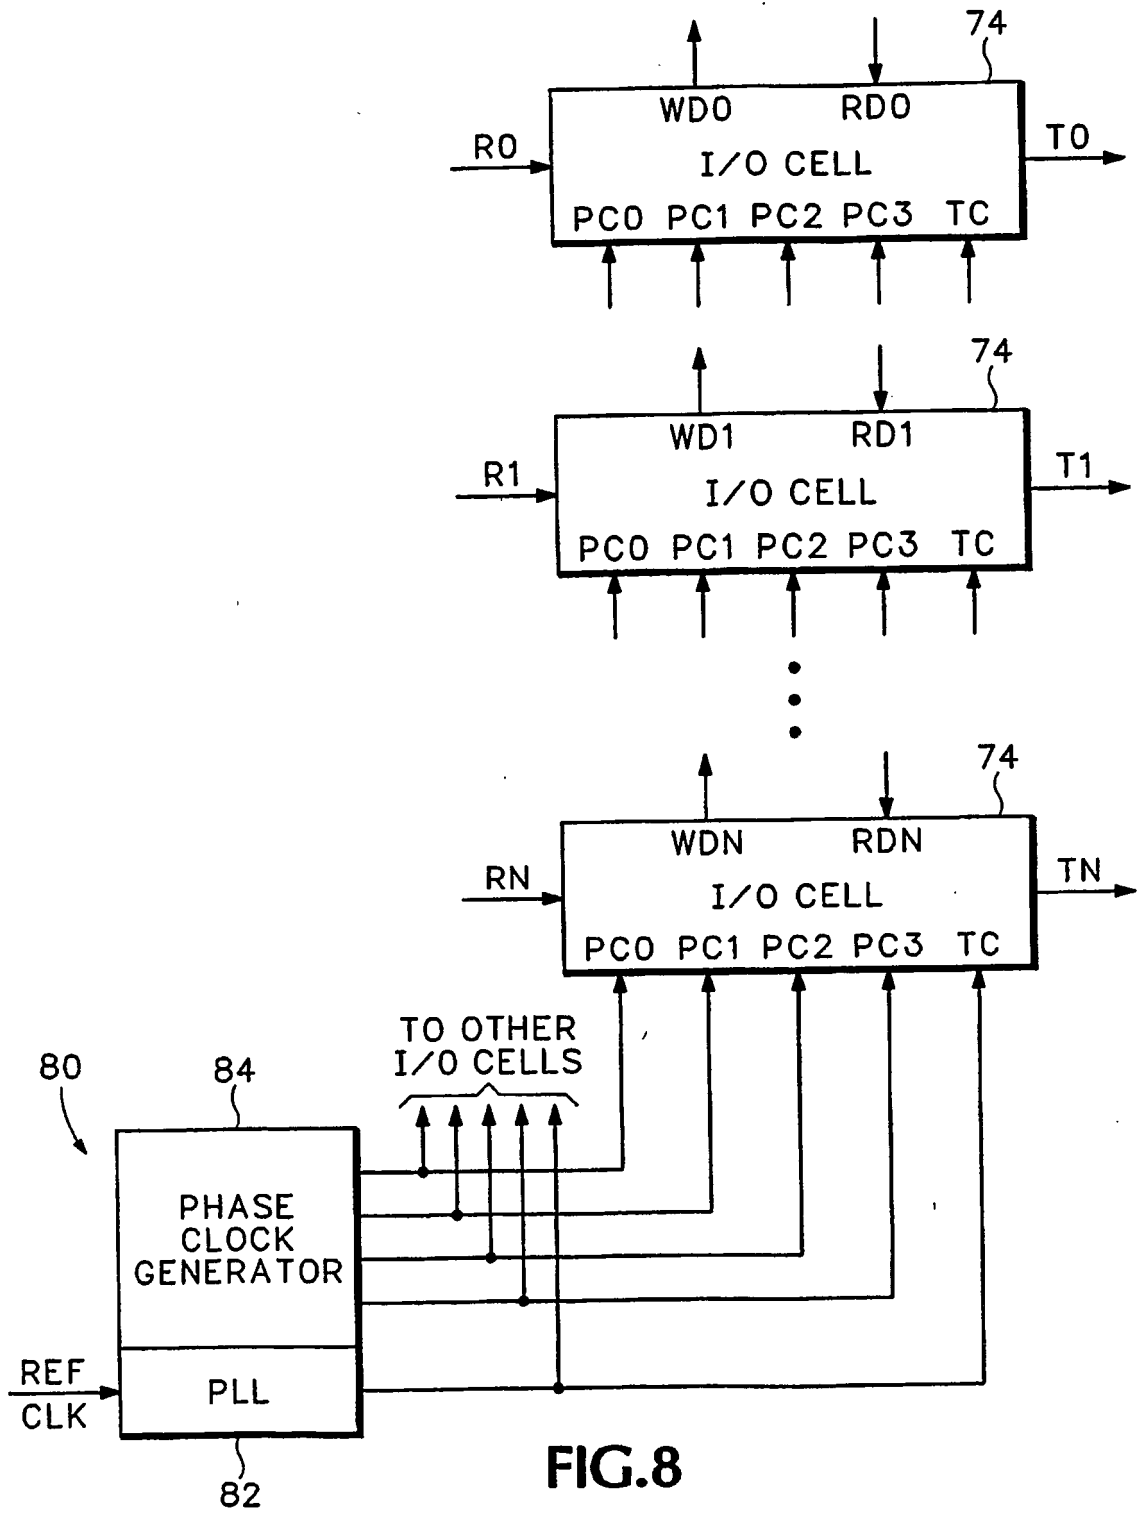 74
WD0 RD0
R0 T0
I/O CELL
PC0 PC1 PC2 PC3 TC
74
WD1 RD1
R1 T1
I/O CELL
PC0 PC1 PC2 PC3 TC
74
WDN RDN
RN TN
I/O CELL
PC0 PC1 PC2 PC3 TC
TO OTHER
I/O CELLS
80
84
PHASE
CLOCK
GENERATOR
REF
CLK
PLL
82
FIG.8